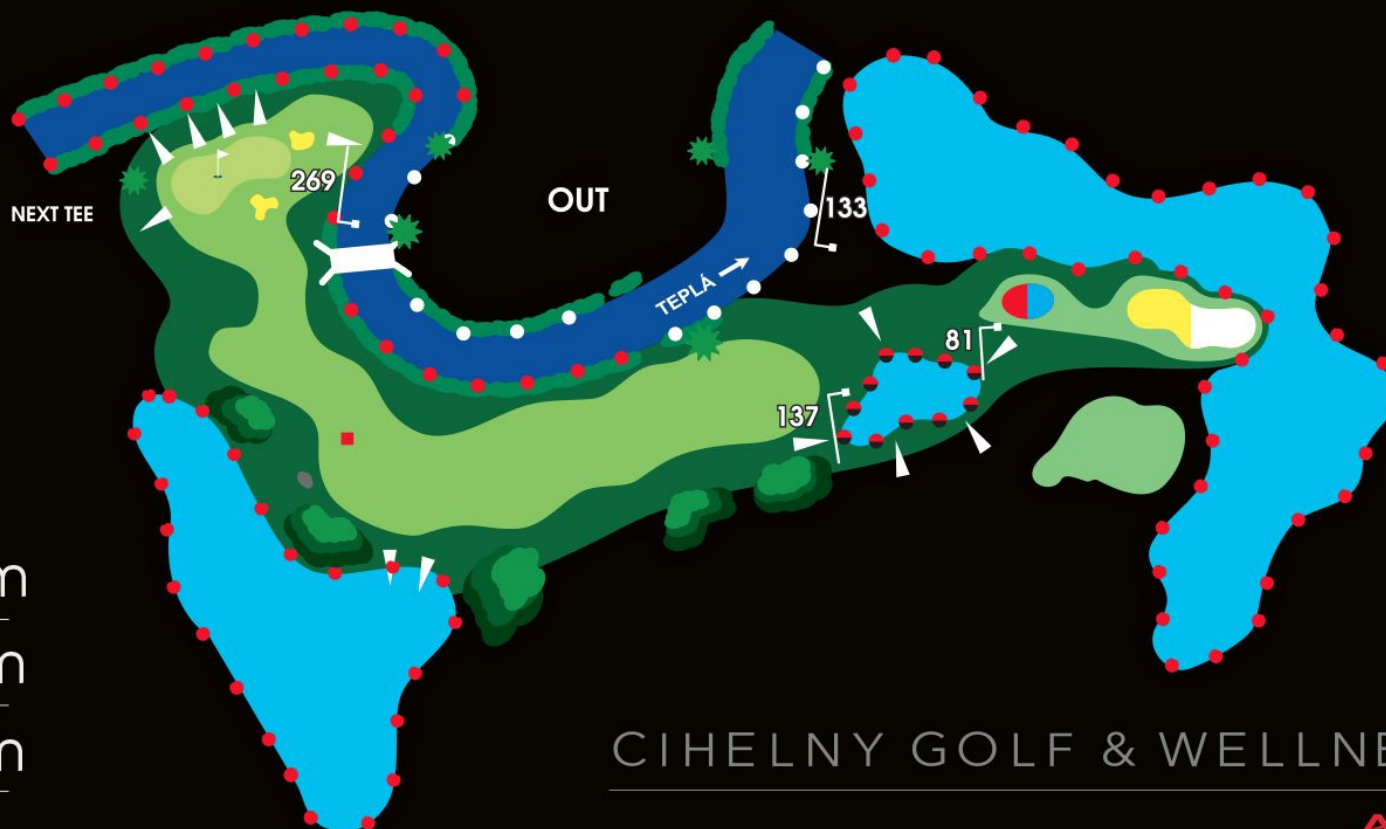 269
133
NEXT TEE
OUT
TEPLÁ
81
137
m
m
m
CIHELNY GOLF & WELLNE
A